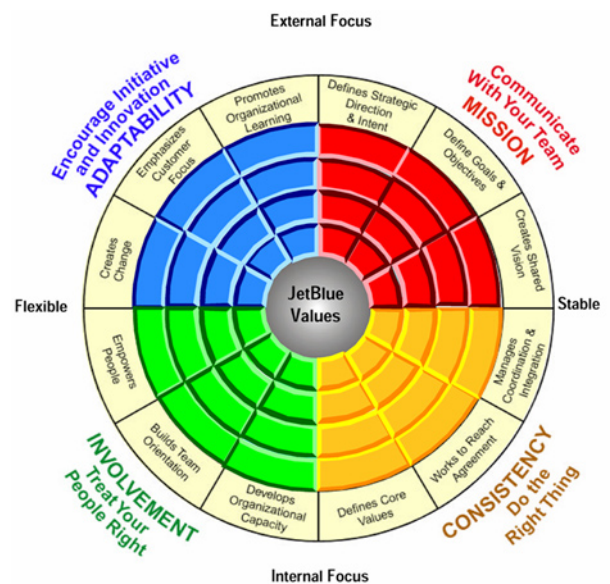 External Focus
Encourage Initiative
and Innovation
ADAPTABILITY
Communicate
With Your Team
MISSION
Creates
Change
Emphasizes
Customer
Focus
Promotes
Organizational
Learning
Defines Strategic
Direction
& Intent
Define Goals &
Objectives
Creates Shared
Vision
Flexible
JetBlue
Values
Stable
Empowers
People
Builds Team
Orientation
Develops
Organizational
Capacity
Defines Core
Values
Works to Reach
Agreement
Manages
Coordination &
Integration
INVOLVEMENT
Treat Your
People Right
CONSISTENCY
Do the
Right Thing
Internal Focus